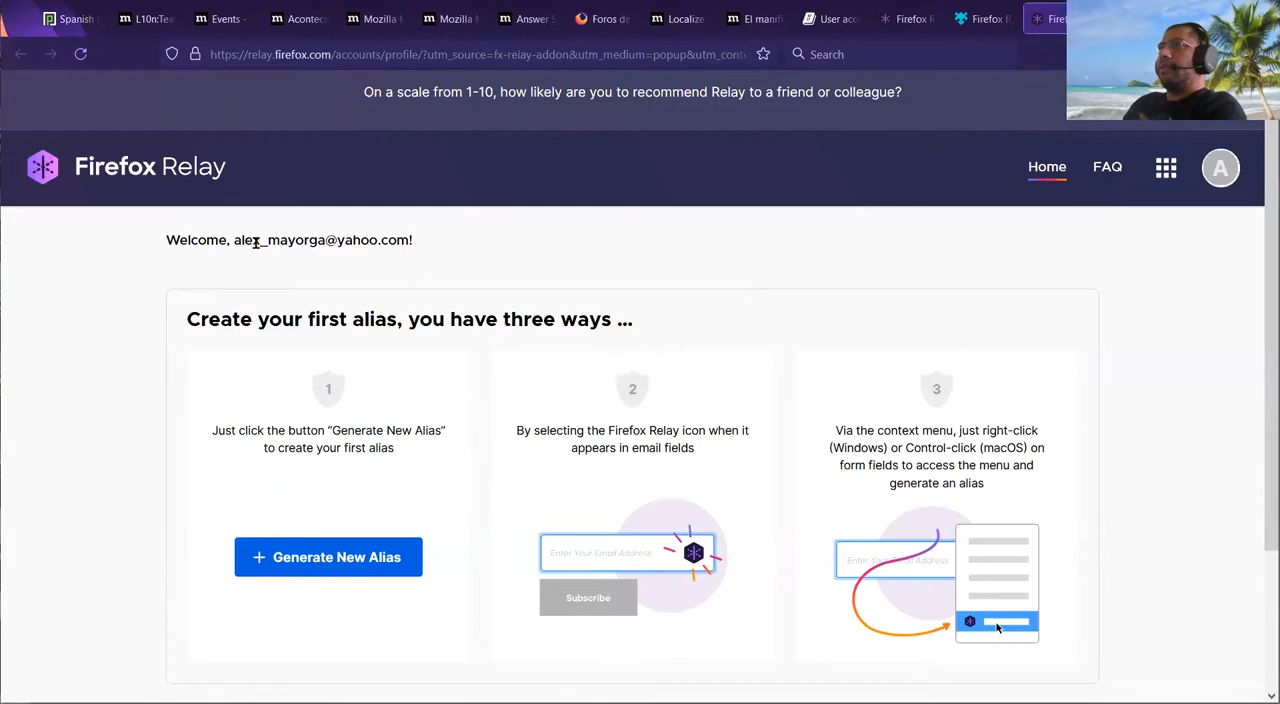 Spanish
L10n:Tea
Events -
Acontec
Mozilla
Mozilla
Answer S
Foros de
Localize
El manif
User acc
Firefox R
Firefox R
Firef
https://relay.firefox.com/accounts/profile/?utm_source=fx-relay-addon&utm_medium=popup&utm_cont
Search
On a scale from 1-10, how likely are you to recommend Relay to a friend or colleague?
Firefox Relay
Home
FAQ
A
Welcome, alex_mayorga@yahoo.com!
Create your first alias, you have three ways ...
1
Just click the button “Generate New Alias”
to create your first alias
+ Generate New Alias
2
By selecting the Firefox Relay icon when it
appears in email fields
Enter Your Email Address
Subscribe
3
Via the context menu, just right-click
(Windows) or Control-click (macOS) on
form fields to access the menu and
generate an alias
Enter Your Email Address